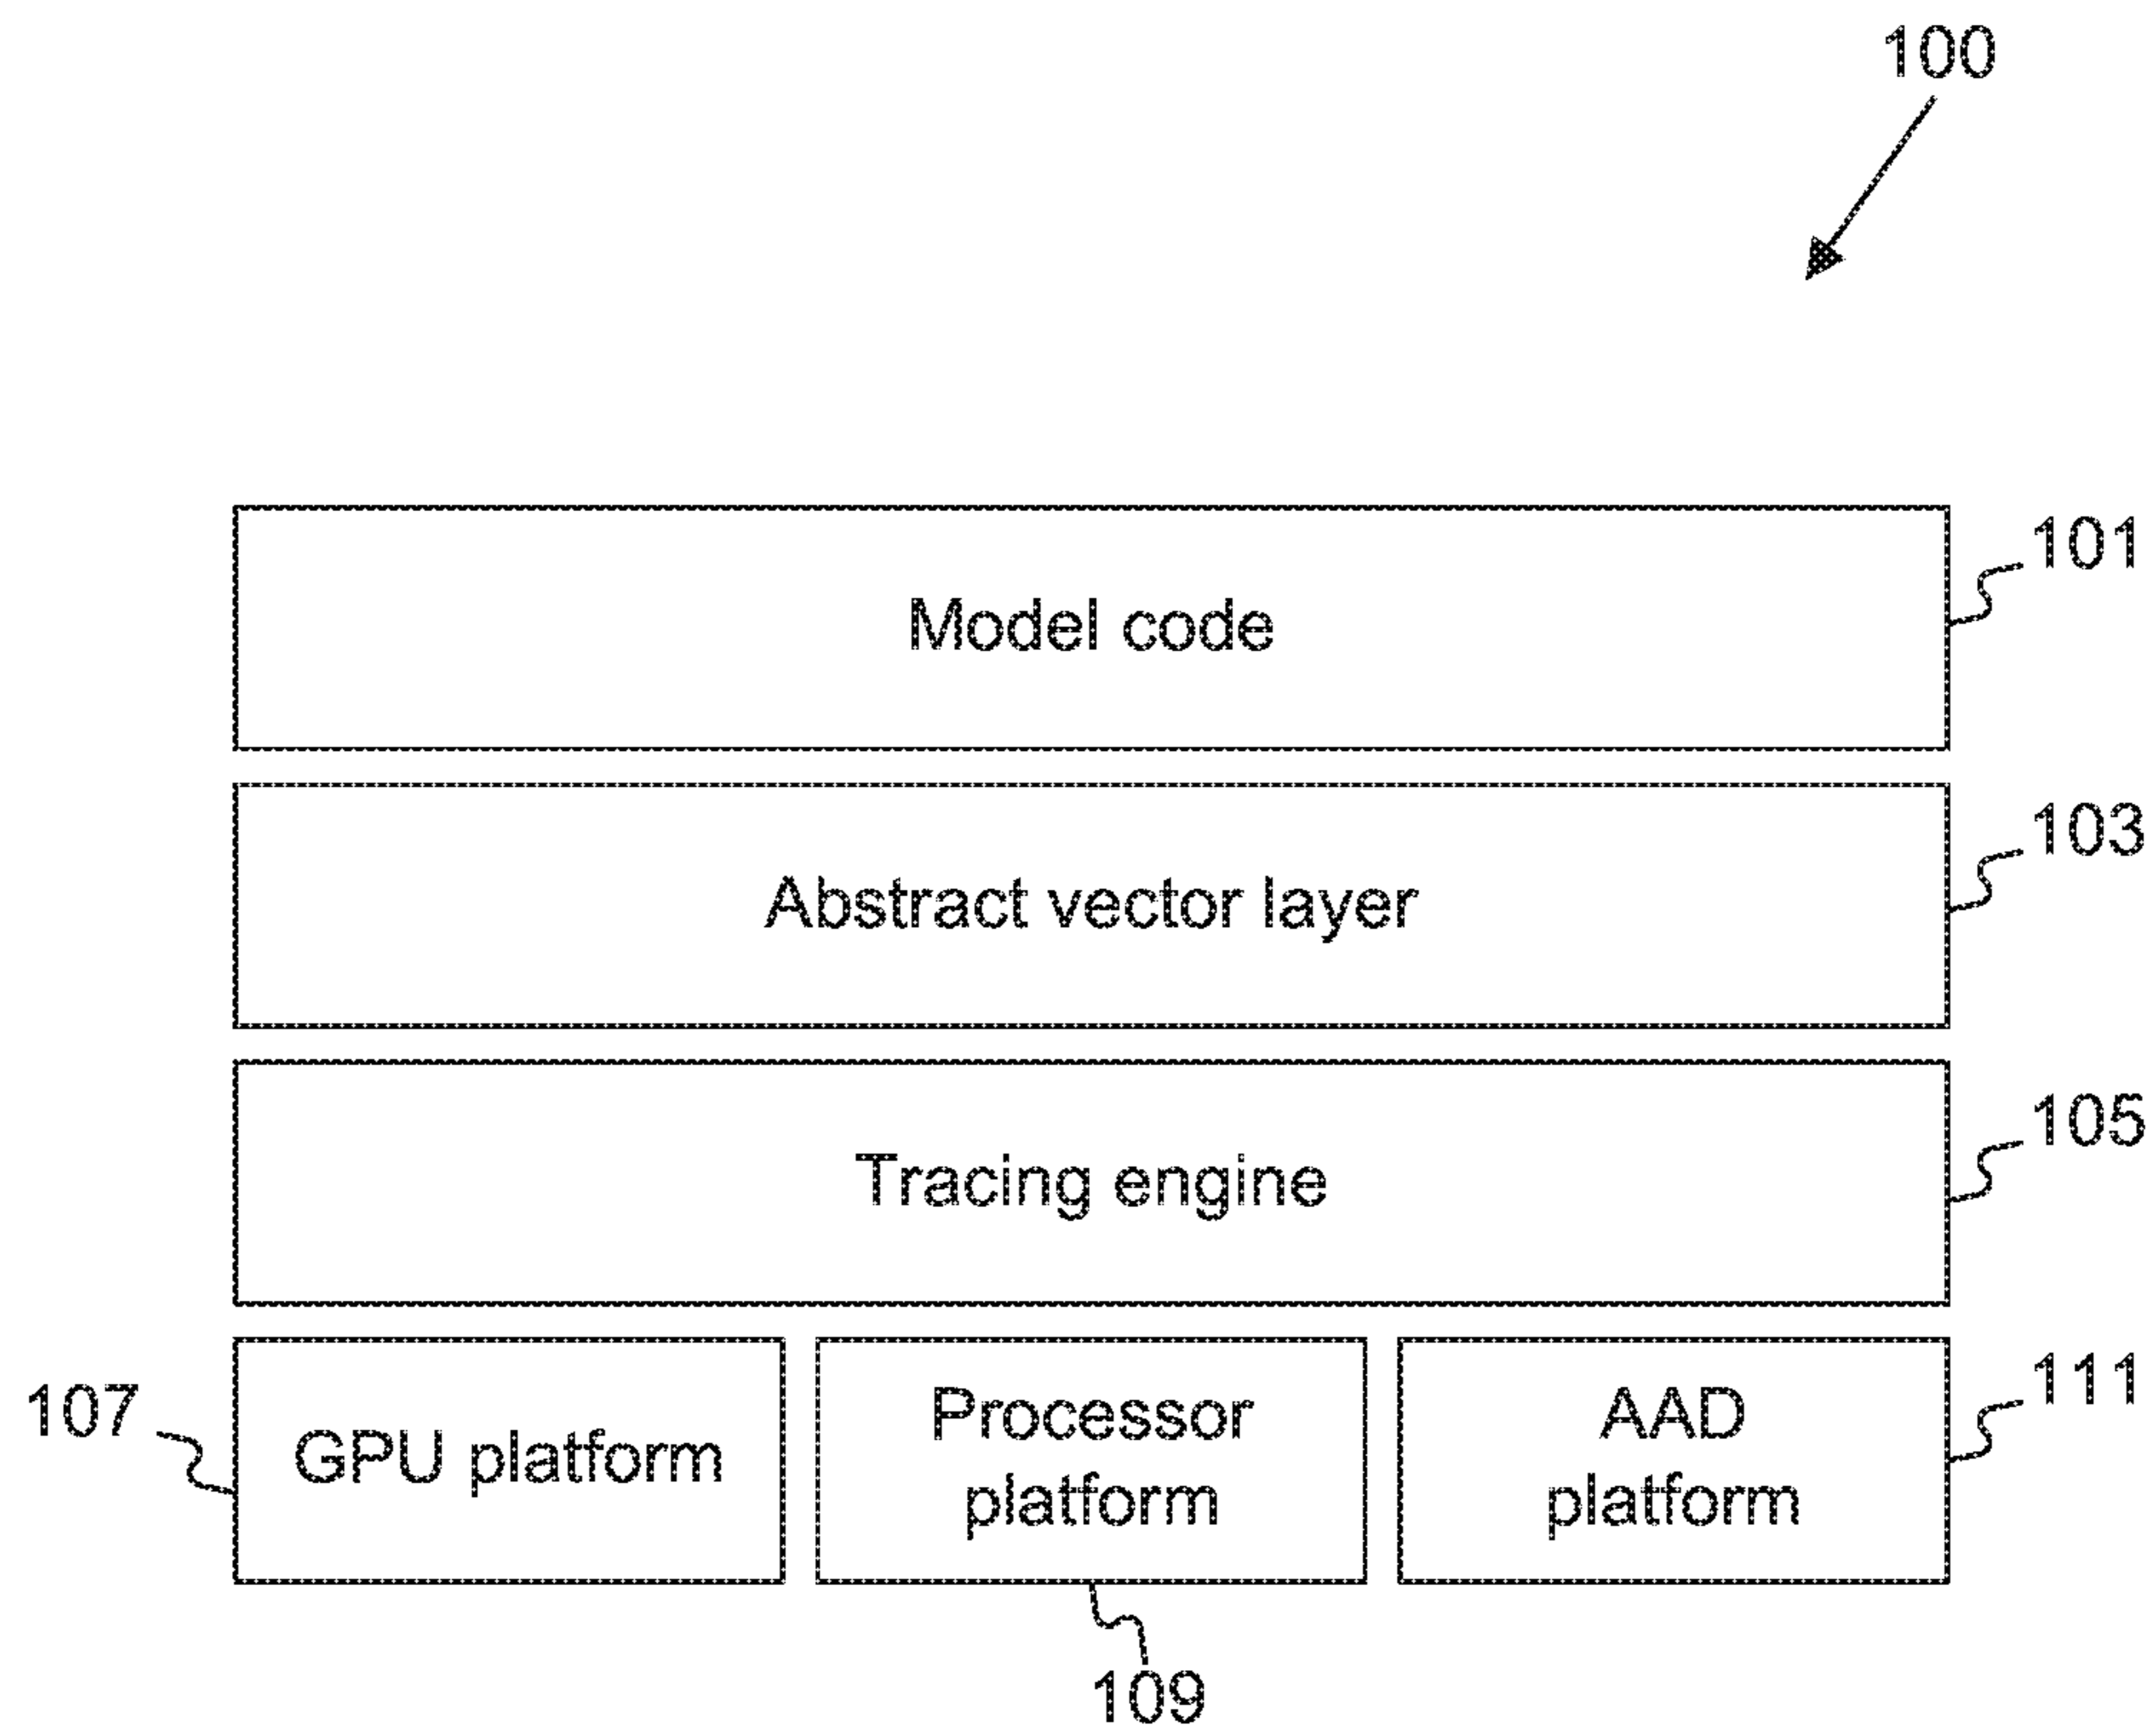 100
Model code
101
Abstract vector layer
103
Tracing engine
105
107
GPU platform
Processor
platform
109
AAD
platform
111